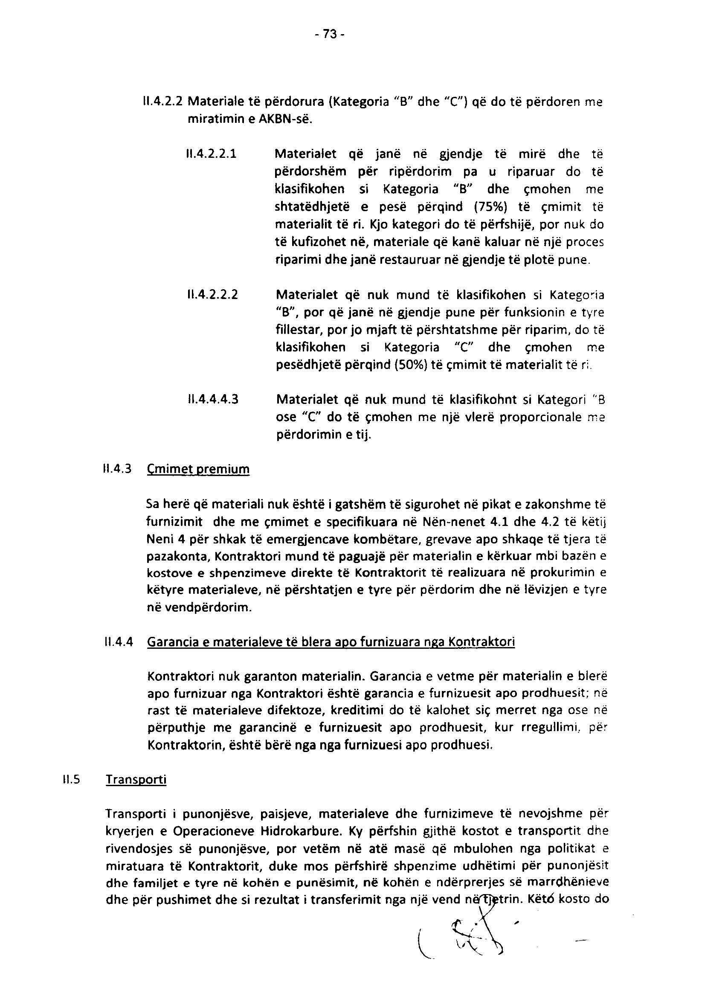 - 73 -
II.4.2.2 Materiale të përdorura (Kategoria "B" dhe "C") që do të përdoren me
miratimin e AKBN-së.
II.4.2.2.1 Materialet që janë në gjendje të mirë dhe të
përdorshëm për ripërdorim pa u riparuar do të
klasifikohen si Kategoria "B" dhe çmohen me
shtatëdhjetë e pesë përqind (75%) të çmimit të
materialit të ri. Kjo kategori do të përfshijë, por nuk do
të kufizohet në, materiale që kanë kaluar në një proces
riparimi dhe janë restauruar në gjendje të plotë pune.
II.4.2.2.2 Materialet që nuk mund të klasifikohen si Kategoria
"B", por që janë në gjendje pune për funksionin e tyre
fillestar, por jo mjaft të përshtatshme për riparim, do të
klasifikohen si Kategoria "C" dhe çmohen me
pesëdhjetë përqind (50%) të çmimit të materialit të ri.
II.4.4.4.3 Materialet që nuk mund të klasifikohnt si Kategori "B
ose "C" do të çmohen me një vlerë proporcionale me
përdorimin e tij.
II.4.3 Çmimet premium
Sa herë që materiali nuk është i gatshëm të sigurohet në pikat e zakonshme të
furnizimit dhe me çmimet e specifikuara në Nën-nenet 4.1 dhe 4.2 të këtij
Neni 4 për shkak të emergjencave kombëtare, grevave apo shkaqe të tjera të
pazakonta, Kontraktori mund të paguajë për materialin e kërkuar mbi bazën e
kostove e shpenzimeve direkte të Kontraktorit të realizuara në prokurimin e
këtyre materialeve, në përshtatjen e tyre për përdorim dhe në lëvizjen e tyre
në vendpërdorim.
II.4.4 Garancia e materialeve të blera apo furnizuara nga Kontraktori
Kontraktori nuk garanton materialin. Garancia e vetme për materialin e blerë
apo furnizuar nga Kontraktori është garancia e furnizuesit apo prodhuesit; në
rast të materialeve difektoze, kreditimi do të kalohet siç merret nga ose në
përputhje me garancinë e furnizuesit apo prodhuesit, kur rregullimi, për
Kontraktorin, është bërë nga nga furnizuesi apo prodhuesi.
II.5 Transporti
Transporti i punonjësve, paisjeve, materialeve dhe furnizimeve të nevojshme për
kryerjen e Operacioneve Hidrokarbure. Ky përfshin gjithë kostot e transportit dhe
rivendosjes së punonjësve, por vetëm në atë masë që mbulohen nga politikat e
miratuara të Kontraktorit, duke mos përfshirë shpenzime udhëtimi për punonjësit
dhe familjet e tyre në kohën e punësimit, në kohën e ndërprerjes së marrdhënieve
dhe për pushimet dhe si rezultat i transferimit nga një vend në tjetrin. Këto kosto do